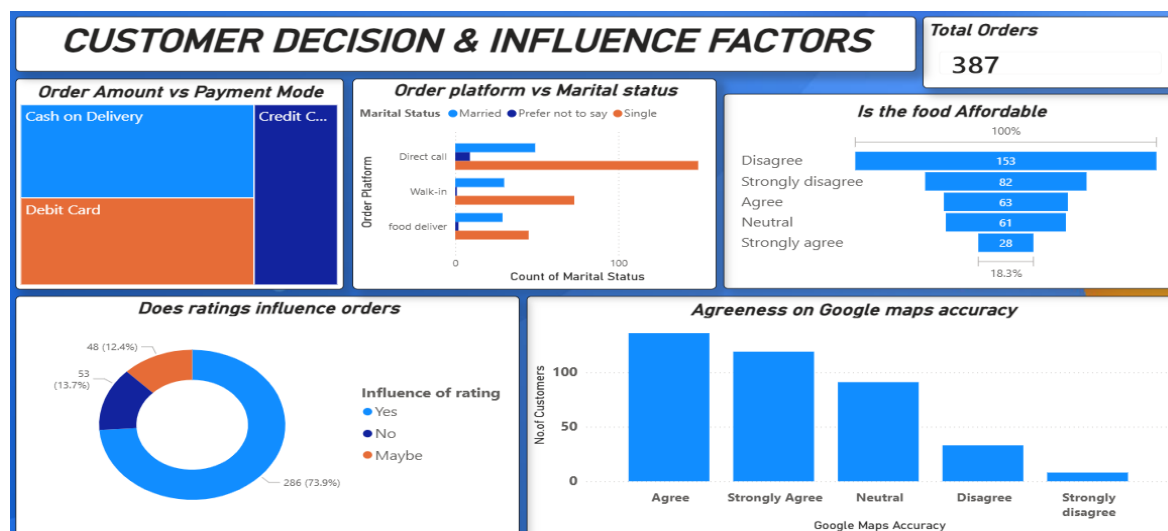 CUSTOMER DECISION & INFLUENCE FACTORS
Total Orders
387
Order Amount vs Payment Mode
Cash on Delivery
Credit C...
Debit Card
Order platform vs Marital status
Marital Status Married Prefer not to say Single
Order Platform
Direct call
Walk-in
food deliver
0 100
Count of Marital Status
Is the food Affordable
100%
Disagree 153
Strongly disagree 82
Agree 63
Neutral 61
Strongly agree 28
18.3%
Does ratings influence orders
48 (12.4%)
53
(13.7%)
286 (73.9%)
Influence of rating
Yes
No
Maybe
Agreeness on Google maps accuracy
No.of Customers
100
50
0
Agree Strongly Agree Neutral Disagree Strongly
disagree
Google Maps Accuracy